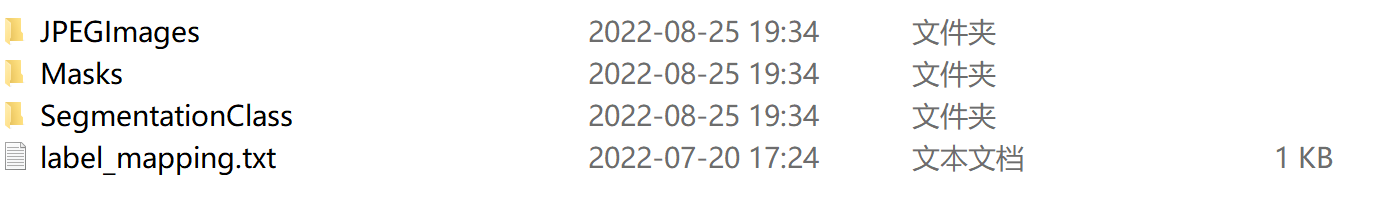 JPEGImages 2022-08-25 19:34 文件夹
Masks 2022-08-25 19:34 文件夹
SegmentationClass 2022-08-25 19:34 文件夹
label_mapping.txt 2022-07-20 17:24 文本文档 1 KB